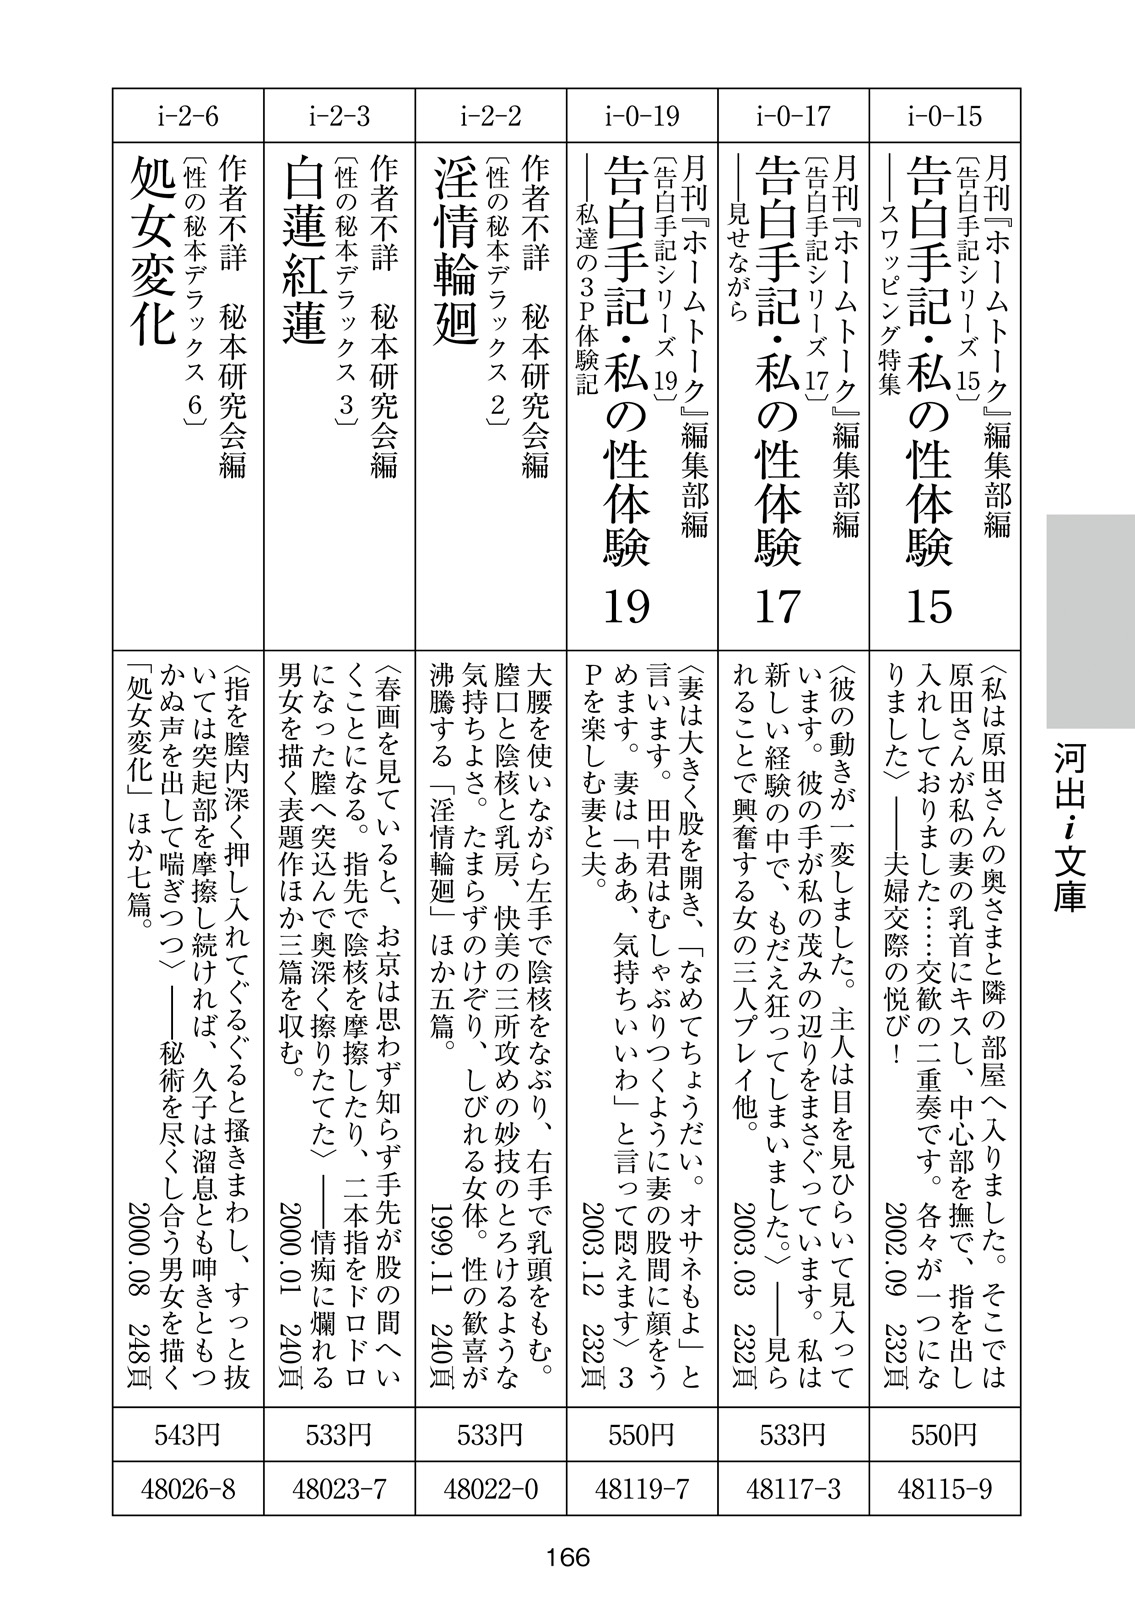 河出i文庫
i-0-15
月刊『ホームトーク』編集部編
〔告白手記シリーズ15〕
告白手記・私の性体験 15
――スワッピング特集
〈私は原田さんの奥さまと隣の部屋へ入りました。そこでは
原田さんが私の妻の乳首にキスし、中心部を撫で、指を出し
入れしておりました……交歓の二重奏です。各々が一つにな
りました〉――夫婦交際の悦び！
2002.09 232頁
550円
48115-9
i-0-17
月刊『ホームトーク』編集部編
〔告白手記シリーズ17〕
告白手記・私の性体験 17
――見せながら
〈彼の動きが一変しました。主人は目を見ひらいて見入って
います。彼の手が私の茂みの辺りをまさぐっています。私は
新しい経験の中で、もだえ狂ってしまいました。〉――見ら
れることで興奮する女の三人プレイ他。
2003.03 232頁
533円
48117-3
i-0-19
月刊『ホームトーク』編集部編
〔告白手記シリーズ19〕
告白手記・私の性体験 19
――私達の３Ｐ体験記
〈妻は大きく股を開き、「なめてちょうだい。オサネもよ」と
言います。田中君はむしゃぶりつくように妻の股間に顔をう
めます。妻は「ああ、気持ちいいわ」と言って悶えます〉３
Ｐを楽しむ妻と夫。
2003.12 232頁
550円
48119-7
i-2-2
作者不詳　秘本研究会編
〔性の秘本デラックス２〕
淫情輪廻
大腰を使いながら左手で陰核をなぶり、右手で乳頭をもむ。
膣口と陰核と乳房、快美の三所攻めの妙技のとろけるような
気持ちよさ。たまらずのけぞり、しびれる女体。性の歓喜が
沸騰する「淫情輪廻」ほか五篇。
1999.11 240頁
533円
48022-0
i-2-3
作者不詳　秘本研究会編
〔性の秘本デラックス３〕
白蓮紅蓮
〈春画を見ていると、お京は思わず知らず手先が股の間へい
くことになる。指先で陰核を摩擦したり、二本指をドロドロ
になった膣へ突込んで奥深く擦りたてた〉――情痴に爛れる
男女を描く表題作ほか三篇を収む。
2000.01 240頁
533円
48023-7
i-2-6
作者不詳　秘本研究会編
〔性の秘本デラックス６〕
処女変化
〈指を膣内深く押し入れてぐるぐると掻きまわし、すっと抜
いては突起部を摩擦し続ければ、久子は溜息とも呻きともつ
かぬ声を出して喘ぎつつ〉――秘術を尽くし合う男女を描く
「処女変化」ほか七篇。
2000.08 248頁
543円
48026-8
166